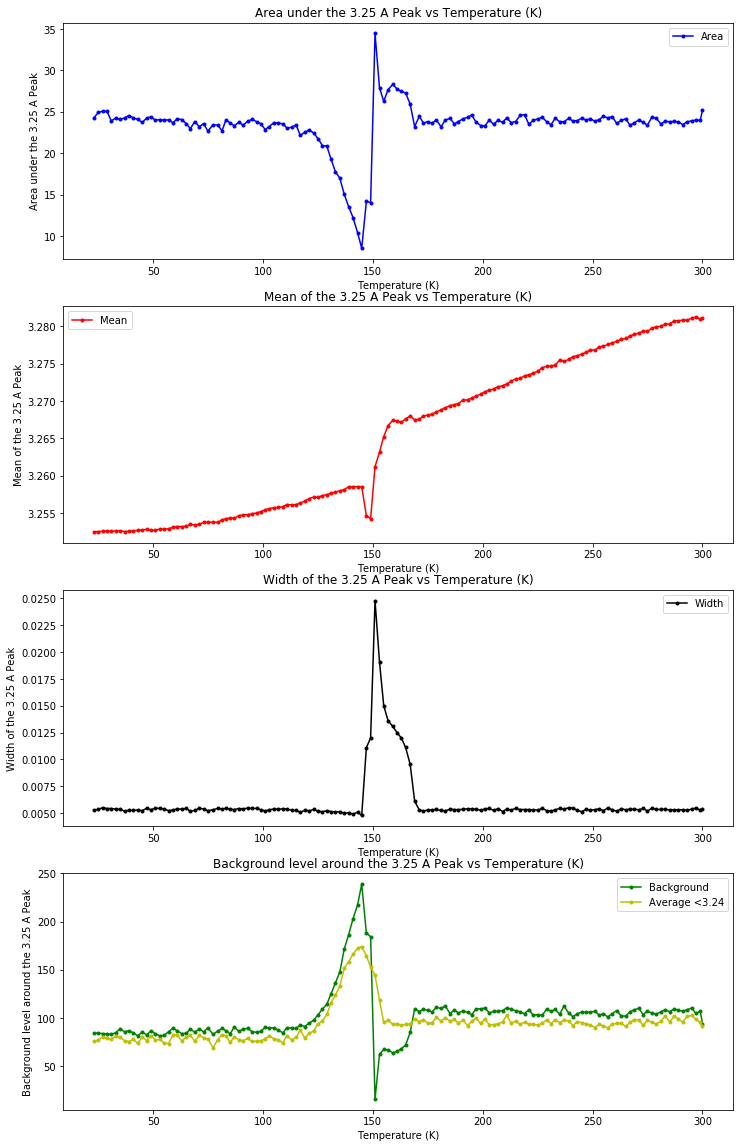 Area under the 3.25 A Peak vs Temperature (K)
Area under the 3.25 A Peak
35
30
25
20
15
10
Area
50 100 150 200 250 300
Temperature (K)
Mean of the 3.25 A Peak vs Temperature (K)
Mean of the 3.25 A Peak
3.280
3.275
3.270
3.265
3.260
3.255
Mean
50 100 150 200 250 300
Temperature (K)
Width of the 3.25 A Peak vs Temperature (K)
Width of the 3.25 A Peak
0.0250
0.0225
0.0200
0.0175
0.0150
0.0125
0.0100
0.0075
0.0050
Width
50 100 150 200 250 300
Temperature (K)
Background level around the 3.25 A Peak vs Temperature (K)
Background level around the 3.25 A Peak
250
200
150
100
50
Background
Average <3.24
50 100 150 200 250 300
Temperature (K)